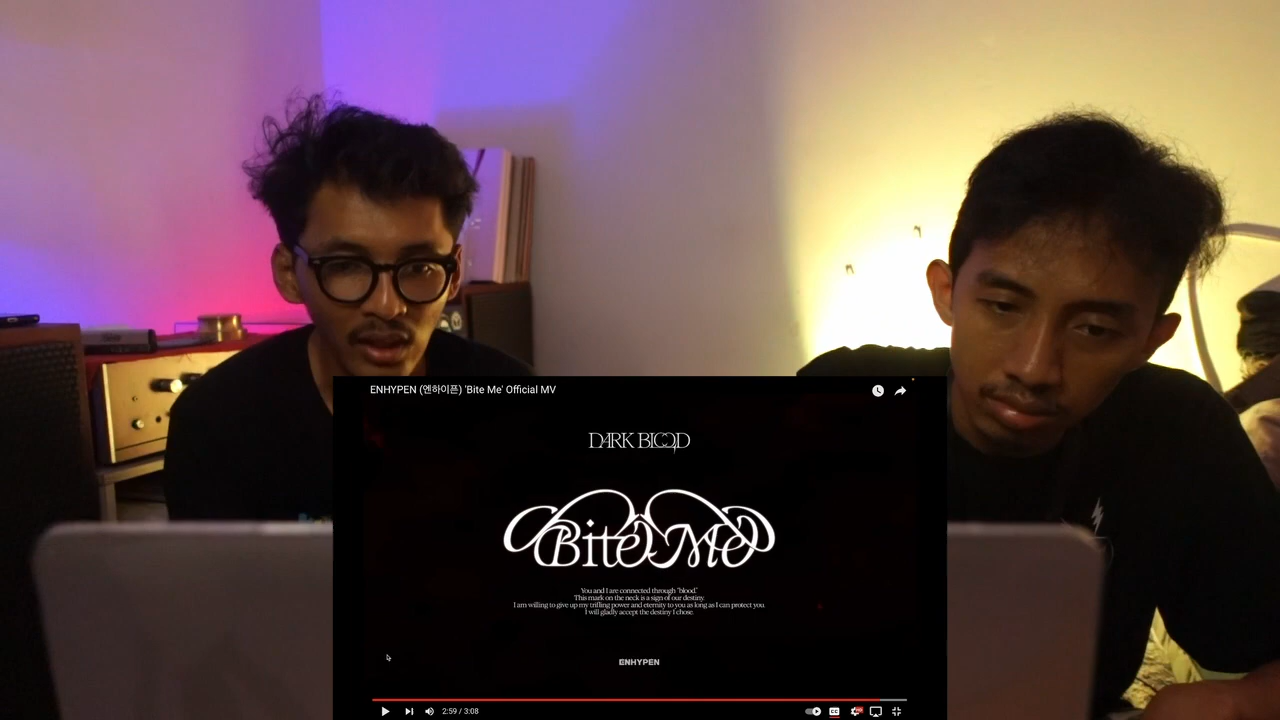 ENHYPEN (엔하이픈) 'Bite Me' Official MV
DARK BLOOD
Bite Me
You and I are connected through "blood."
This mark on the neck is a sign of our destiny.
I am willing to give up my trifling power and eternity to you as long as I can protect you.
I will gladly accept the destiny I chose.
ENHYPEN
2:59 / 3:08